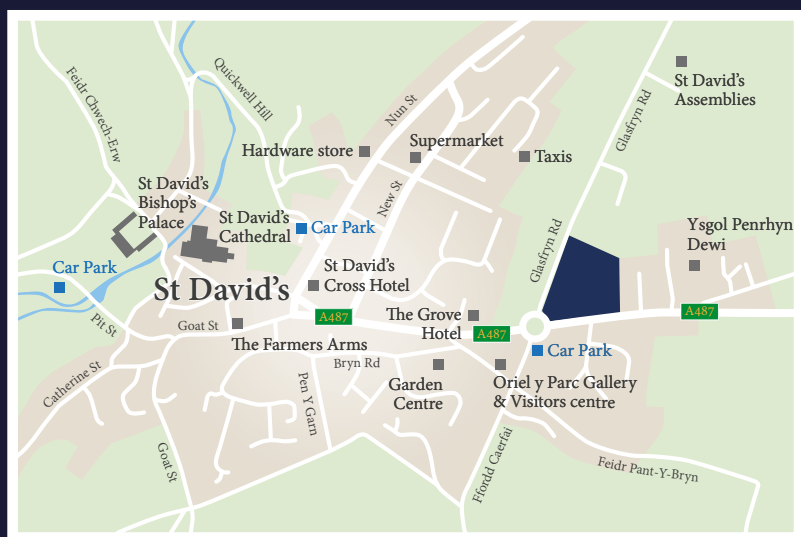 St David's
Assemblies
Feidr Chwech-Erw
Quickwell Hill
Nun St
Glasfryn Rd
Hardware store
Supermarket
Taxis
St David's
Bishop's
Palace
New St
St David's
Cathedral
Car Park
Glasfryn Rd
Ysgol Penrhyn
Dewi
Car Park
St David's
Cross Hotel
St David's
A487
The Grove
Hotel
A487
A487
Pit St
Goat St
The Farmers Arms
Car Park
Bryn Rd
Catherine St
Pen Y Garn
Garden
Centre
Oriel y Parc Gallery
& Visitors centre
Goat St
Ffordd Caerfai
Feidr Pant-Y-Bryn